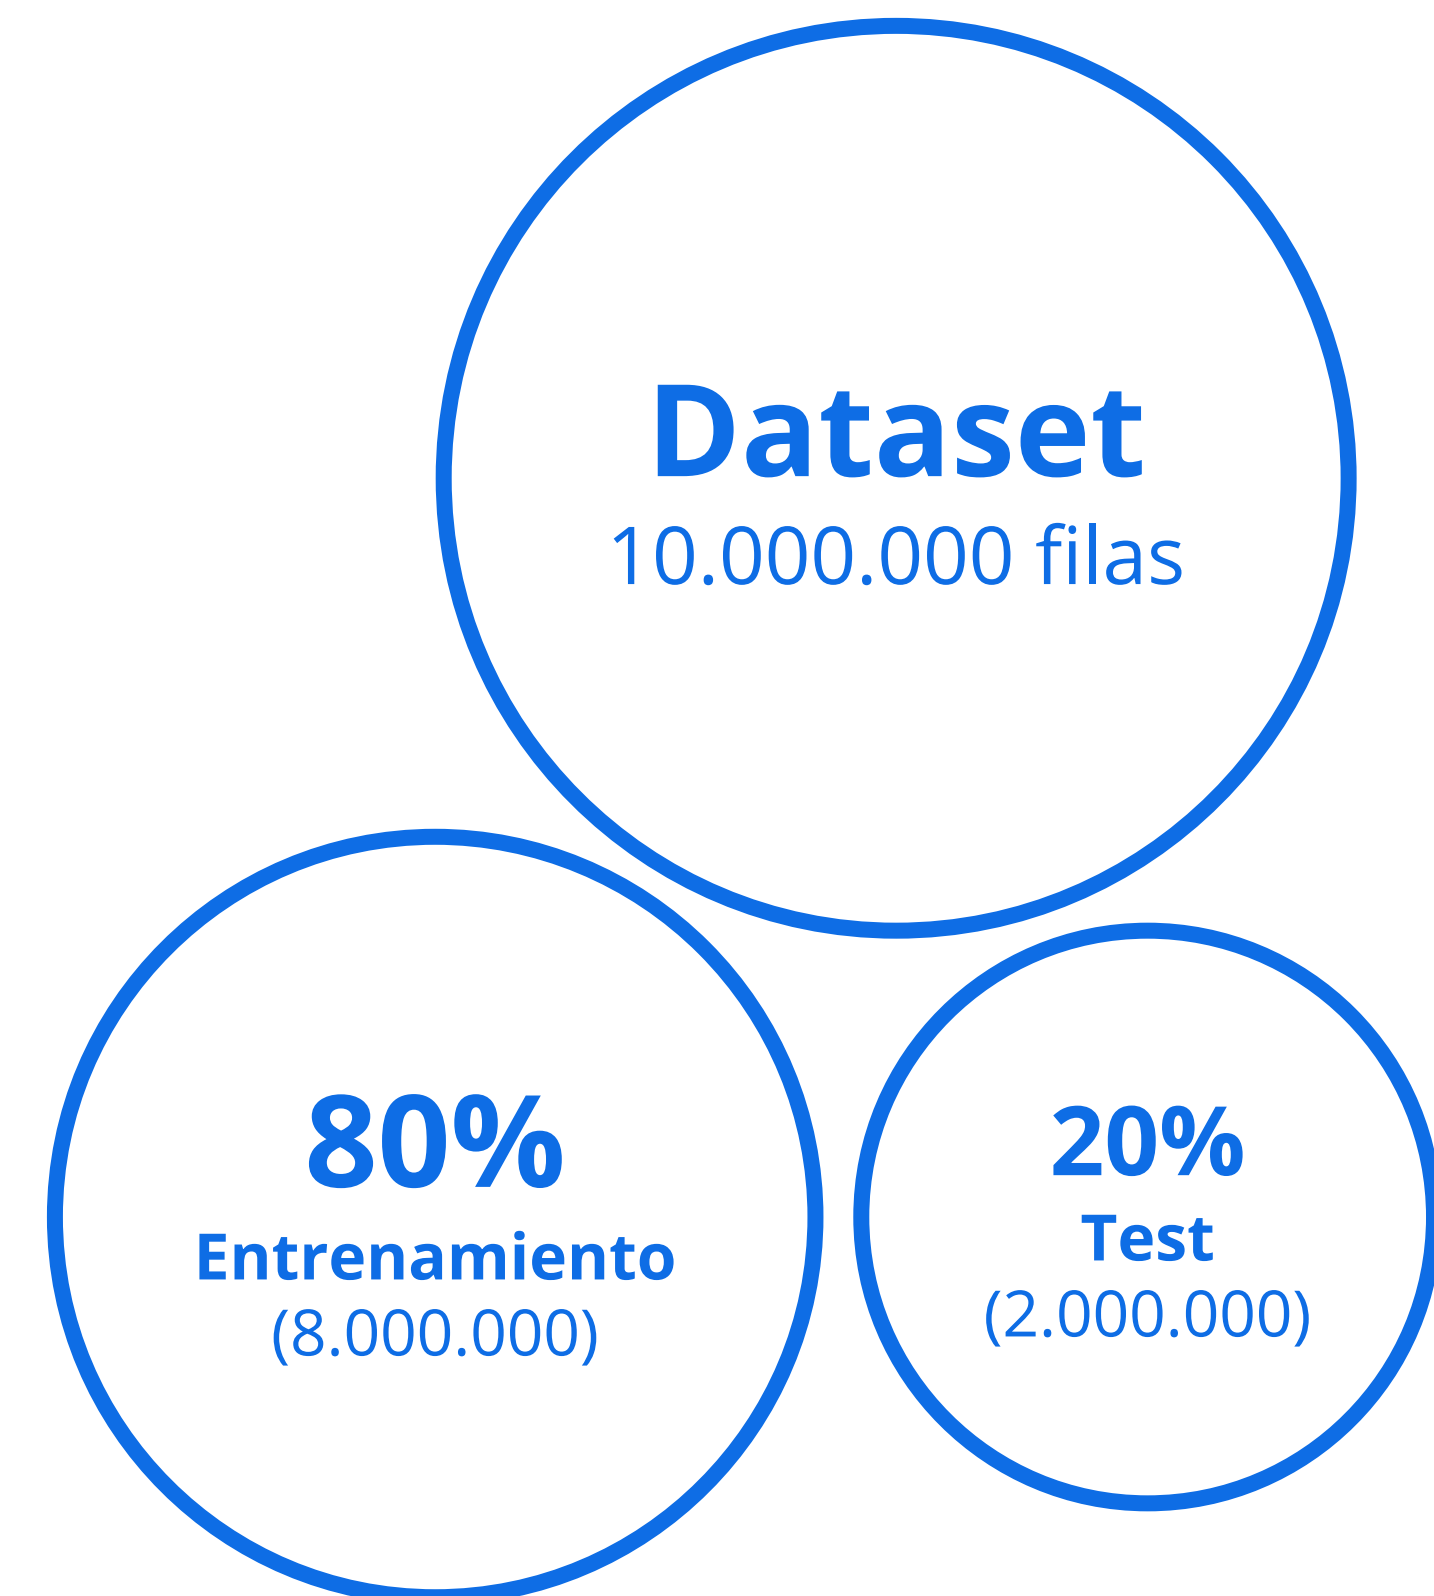 Dataset
10.000.000 filas
80%
Entrenamiento
(8.000.000)
20%
Test
(2.000.000)